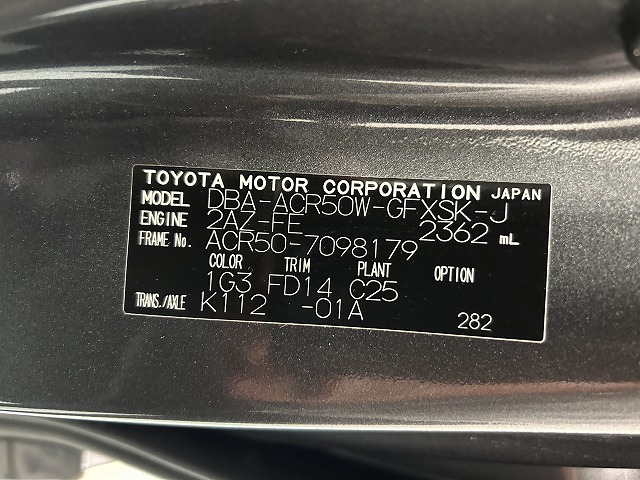 TOYOTA MOTOR CORPORATION JAPAN
MODEL DBA-ACR50W-GFXSK-J
ENGINE 2AZ-FE 2362 mL
FRAME No. ACR50-7098179
COLOR TRIM PLANT OPTION
1G3 FD14 C25
TRANS./AXLE K112 -01A 282